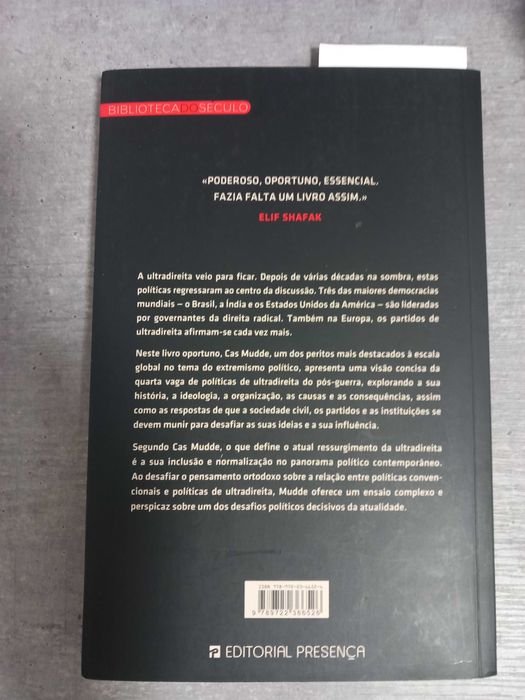 BIBLIOTECADOSÉCULO
«PODEROSO, OPORTUNO, ESSENCIAL.
FAZIA FALTA UM LIVRO ASSIM.»
ELIF SHAFAK
A ultradireita veio para ficar. Depois de várias décadas na sombra, estas
políticas regressaram ao centro da discussão. Três das maiores democracias
mundiais – o Brasil, a Índia e os Estados Unidos da América – são lideradas
por governantes da direita radical. Também na Europa, os partidos de
ultradireita afirmam-se cada vez mais.
Neste livro oportuno, Cas Mudde, um dos peritos mais destacados à escala
global no tema do extremismo político, apresenta uma visão concisa da
quarta vaga de políticas de ultradireita do pós-guerra, explorando a sua
história, a ideologia, a organização, as causas e as consequências, assim
como as respostas de que a sociedade civil, os partidos e as instituições se
devem munir para desafiar as suas ideias e a sua influência.
Segundo Cas Mudde, o que define o atual ressurgimento da ultradireita
é a sua inclusão e normalização no panorama político contemporâneo.
Ao desafiar o pensamento ortodoxo sobre a relação entre políticas conven-
cionais e políticas de ultradireita, Mudde oferece um ensaio complexo e
perspicaz sobre um dos desafios políticos decisivos da atualidade.
9 789722 366526
EDITORIAL PRESENÇA